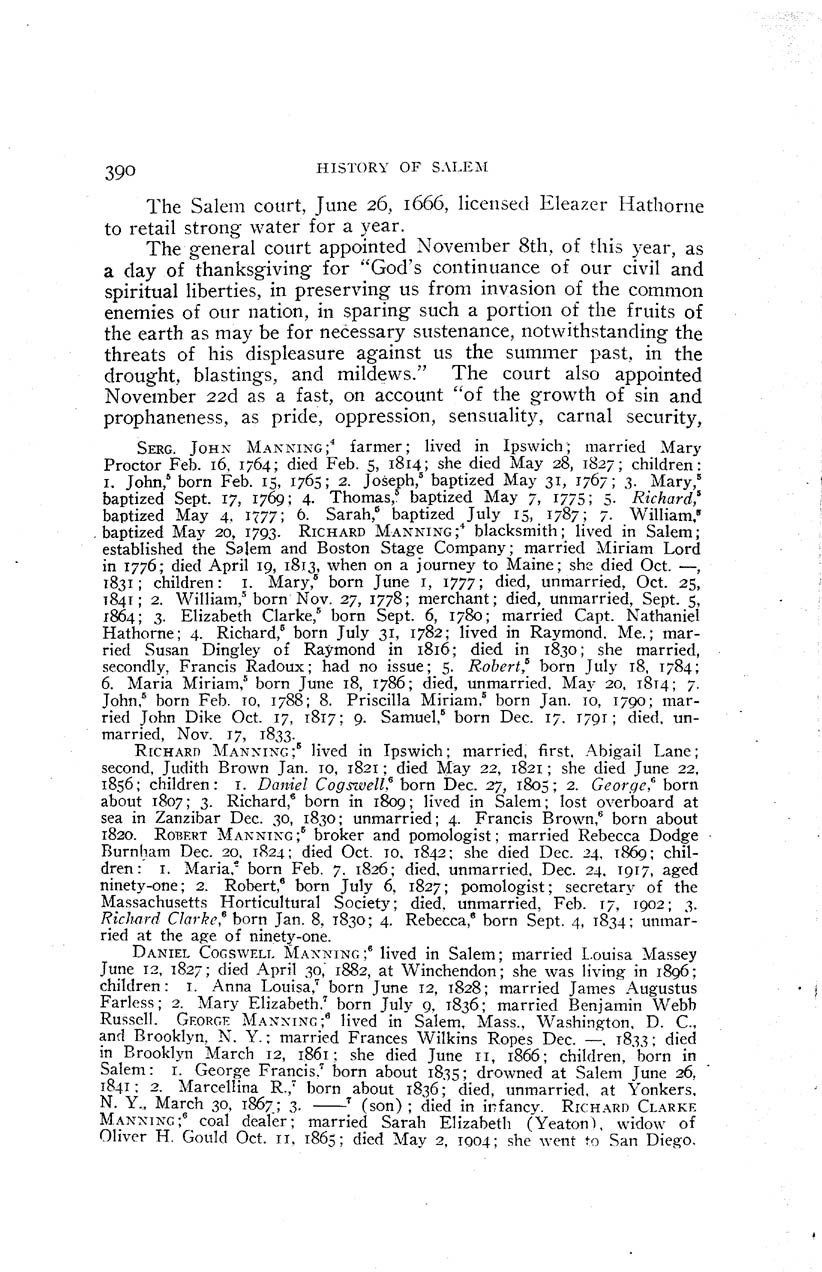 390 HISTORY OF SALEM
The Salem court, June 26, 1666, licensed Eleazer Hathorne
to retail strong water for a year.
The general court appointed November 8th, of this year, as
a day of thanksgiving for “God's continuance of our civil and
spiritual liberties, in preserving us from invasion of the common
enemies of our nation, in sparing such a portion of the fruits of
the earth as may be for necessary sustenance, notwithstanding the
threats of his displeasure against us the summer past, in the
drought, blastings, and mildews.” The court also appointed
November 22d as a fast, on account “of the growth of sin and
prophaneness, as pride, oppression, sensuality, carnal security,
SERG. JOHN MANNING;⁴ farmer; lived in Ipswich; married Mary
Proctor Feb. 16, 1764; died Feb. 5, 1814; she died May 28, 1827; children:
1. John,⁵ born Feb. 15, 1765; 2. Joseph,⁵ baptized May 31, 1767; 3. Mary,⁵
baptized Sept. 17, 1769; 4. Thomas,⁵ baptized May 7, 1775; 5. Richard,⁵
baptized May 4, 1777; 6. Sarah,⁵ baptized July 15, 1787; 7. William,⁵
baptized May 20, 1793. RICHARD MANNING;⁴ blacksmith; lived in Salem;
established the Salem and Boston Stage Company; married Miriam Lord
in 1776; died April 19, 1813, when on a journey to Maine; she died Oct. —,
1831; children: 1. Mary,⁵ born June 1, 1777; died, unmarried, Oct. 25,
1841; 2. William,⁵ born Nov. 27, 1778; merchant; died, unmarried, Sept. 5,
1864; 3. Elizabeth Clarke,⁵ born Sept. 6, 1780; married Capt. Nathaniel
Hathorne; 4. Richard,⁵ born July 31, 1782; lived in Raymond, Me.; mar-
ried Susan Dingley of Raymond in 1816; died in 1830; she married,
secondly, Francis Radoux; had no issue; 5. Robert,⁵ born July 18, 1784;
6. Maria Miriam,⁵ born June 18, 1786; died, unmarried, May 20, 1814; 7.
John,⁵ born Feb. 10, 1788; 8. Priscilla Miriam,⁵ born Jan. 10, 1790; mar-
ried John Dike Oct. 17, 1817; 9. Samuel,⁵ born Dec. 17, 1791; died, un-
married, Nov. 17, 1833.
RICHARD MANNING;⁵ lived in Ipswich; married, first, Abigail Lane;
second, Judith Brown Jan. 10, 1821; died May 22, 1821; she died June 22,
1856; children: 1. Daniel Cogswell,⁶ born Dec. 27, 1805; 2. George,⁶ born
about 1807; 3. Richard,⁶ born in 1809; lived in Salem; lost overboard at
sea in Zanzibar Dec. 30, 1830; unmarried; 4. Francis Brown,⁶ born about
1820. ROBERT MANNING;⁵ broker and pomologist; married Rebecca Dodge
Burnham Dec. 20, 1824; died Oct. 10, 1842; she died Dec. 24, 1869; chil-
dren: 1. Maria,⁶ born Feb. 7, 1826; died, unmarried, Dec. 24, 1917, aged
ninety-one; 2. Robert,⁶ born July 6, 1827; pomologist; secretary of the
Massachusetts Horticultural Society; died, unmarried, Feb. 17, 1902; 3.
Richard Clarke,⁶ born Jan. 8, 1830; 4. Rebecca,⁶ born Sept. 4, 1834; unmar-
ried at the age of ninety-one.
DANIEL COGSWELL MANNING;⁶ lived in Salem; married Louisa Massey
June 12, 1827; died April 30, 1882, at Winchendon; she was living in 1896;
children: 1. Anna Louisa,⁷ born June 12, 1828; married James Augustus
Farless; 2. Mary Elizabeth,⁷ born July 9, 1836; married Benjamin Webb
Russell. GEORGE MANNING;⁶ lived in Salem, Mass., Washington, D. C.,
and Brooklyn, N. Y.; married Frances Wilkins Ropes Dec. —, 1833; died
in Brooklyn March 12, 1861; she died June 11, 1866; children, born in
Salem: 1. George Francis,⁷ born about 1835; drowned at Salem June 26,
1841; 2. Marcellina R.,⁷ born about 1836; died, unmarried, at Yonkers,
N. Y., March 30, 1867; 3. ——⁷ (son); died in infancy. RICHARD CLARKE
MANNING;⁶ coal dealer; married Sarah Elizabeth (Yeaton), widow of
Oliver H. Gould Oct. 11, 1865; died May 2, 1904; she went to San Diego,